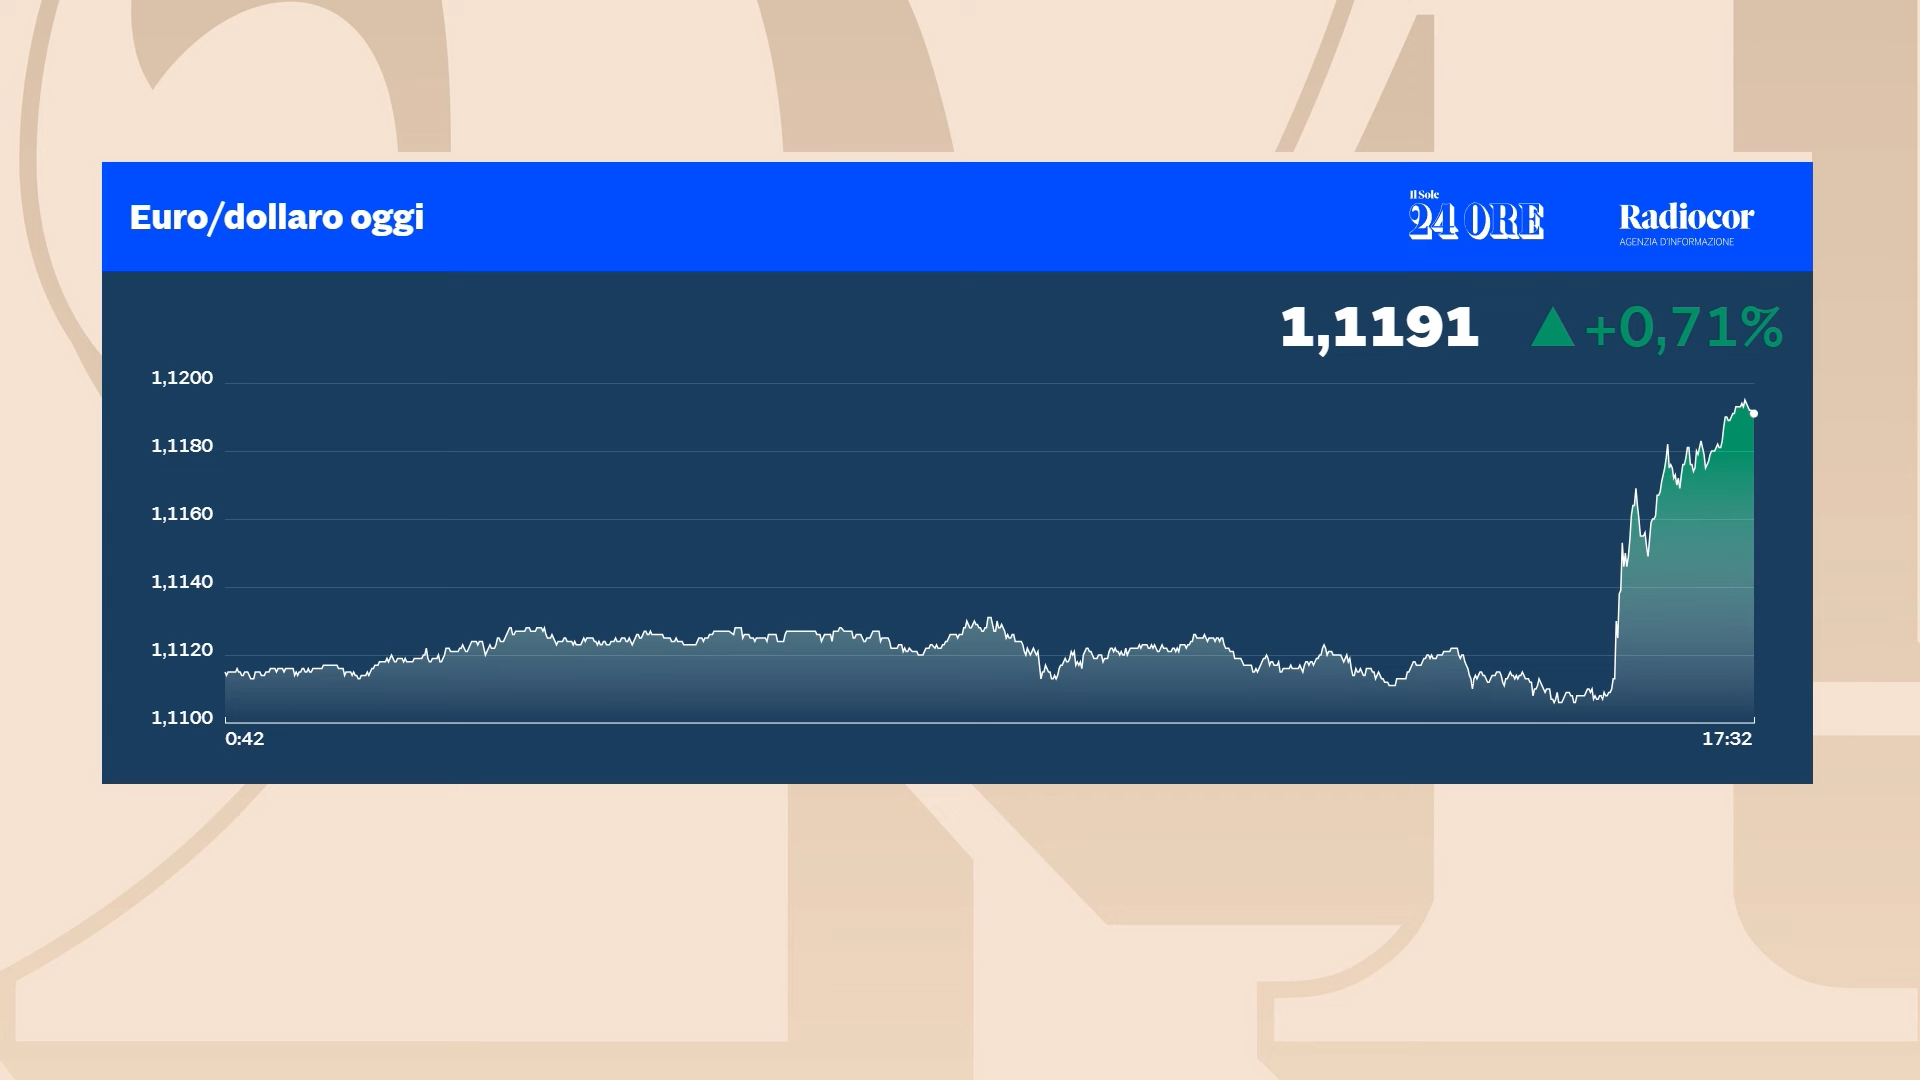 Euro/dollaro oggi
Il Sole
24 ORE
Radiocor
AGENZIA D'INFORMAZIONE
1,1191 ▲+0,71%
1,1200
1,1180
1,1160
1,1140
1,1120
1,1100
0:42 17:32